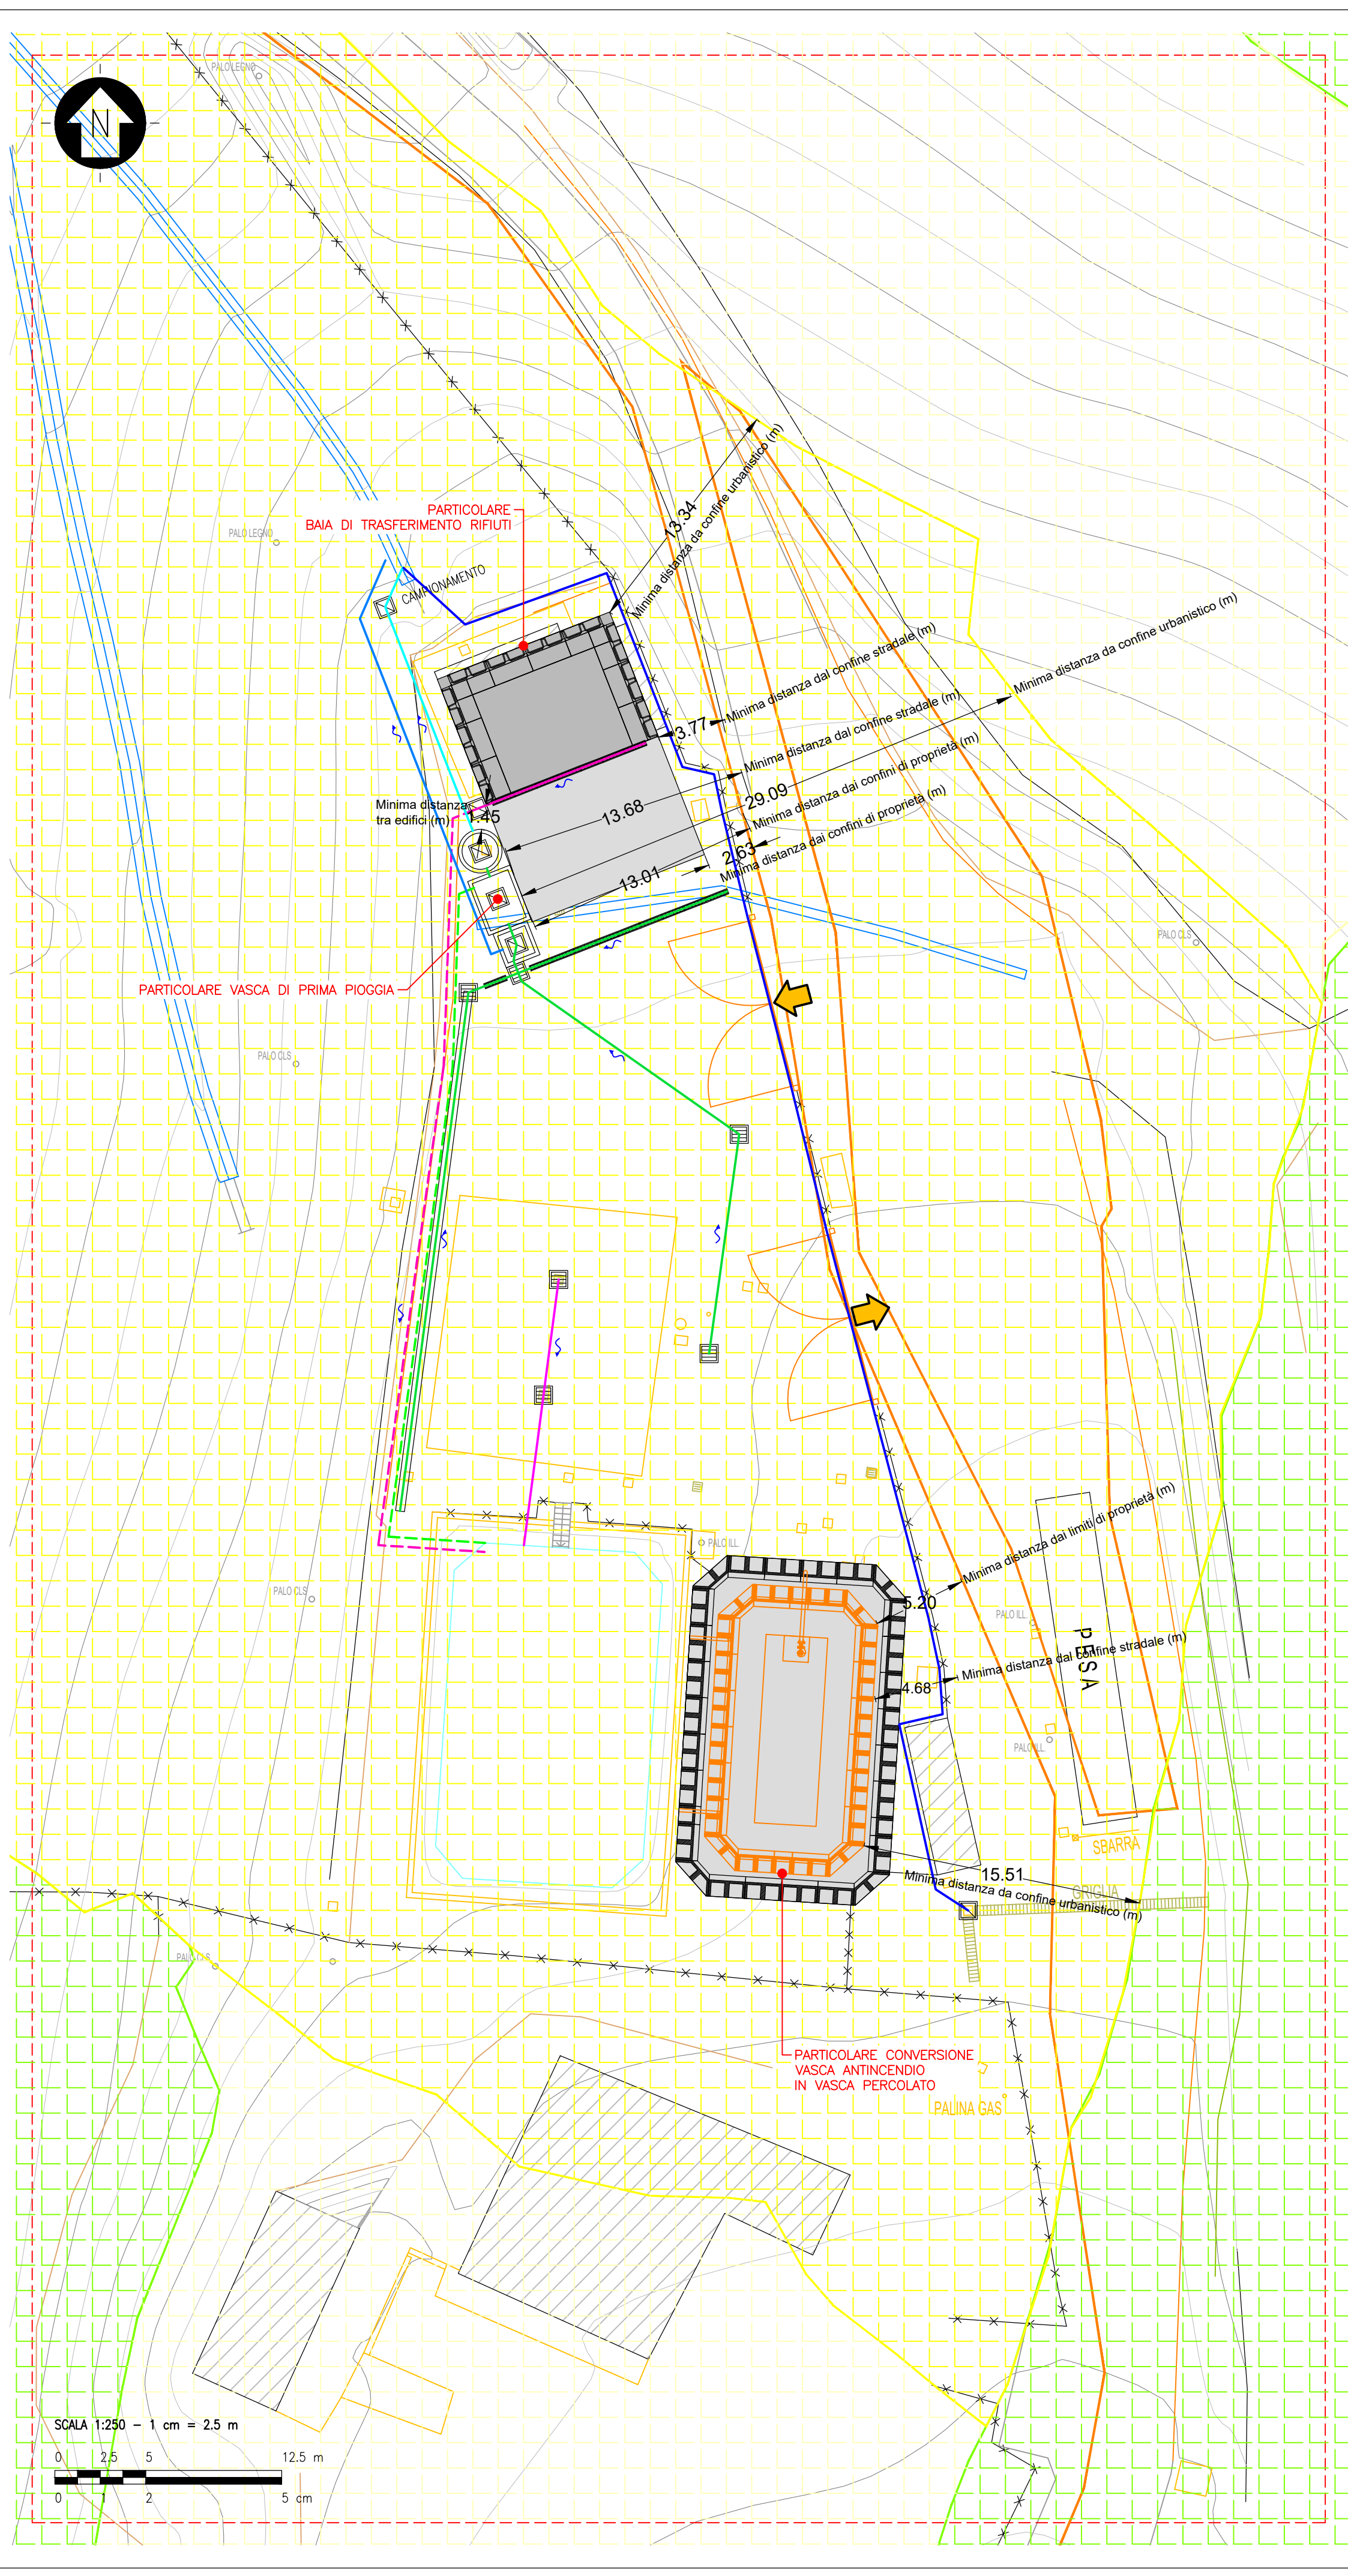 PALO LEGNO
N
13.34
Minima distanza da confine urbanistico (m)
PARTICOLARE
BAIA DI TRASFERIMENTO RIFIUTI
PALO LEGNO
CAMPIONAMENTO
3.77
Minima distanza dal confine stradale (m)
Minima distanza da confine urbanistico (m)
13.68
Minima distanza dal confine stradale (m)
29.09
Minima distanza dai confini di proprietà (m)
Minima distanza
tra edifici (m)
1.45
13.01
2.63
Minima distanza dai confini di proprietà (m)
PALO CLS
PARTICOLARE VASCA DI PRIMA PIOGGIA
PALO CLS
Minima distanza dai limiti di proprietà (m)
PALO ILL.
PALO CLS
5.20
PALO ILL.
PESA
Minima distanza dal confine stradale (m)
4.68
PALO ILL.
SBARRA
15.51
Minima distanza da confine urbanistico (m)
GRIGLIA
PALO CLS
PARTICOLARE CONVERSIONE
VASCA ANTINCENDIO
IN VASCA PERCOLATO
PALINA GAS
SCALA 1:250 - 1 cm = 2.5 m
0 2.5 5 12.5 m
0 1 2 5 cm